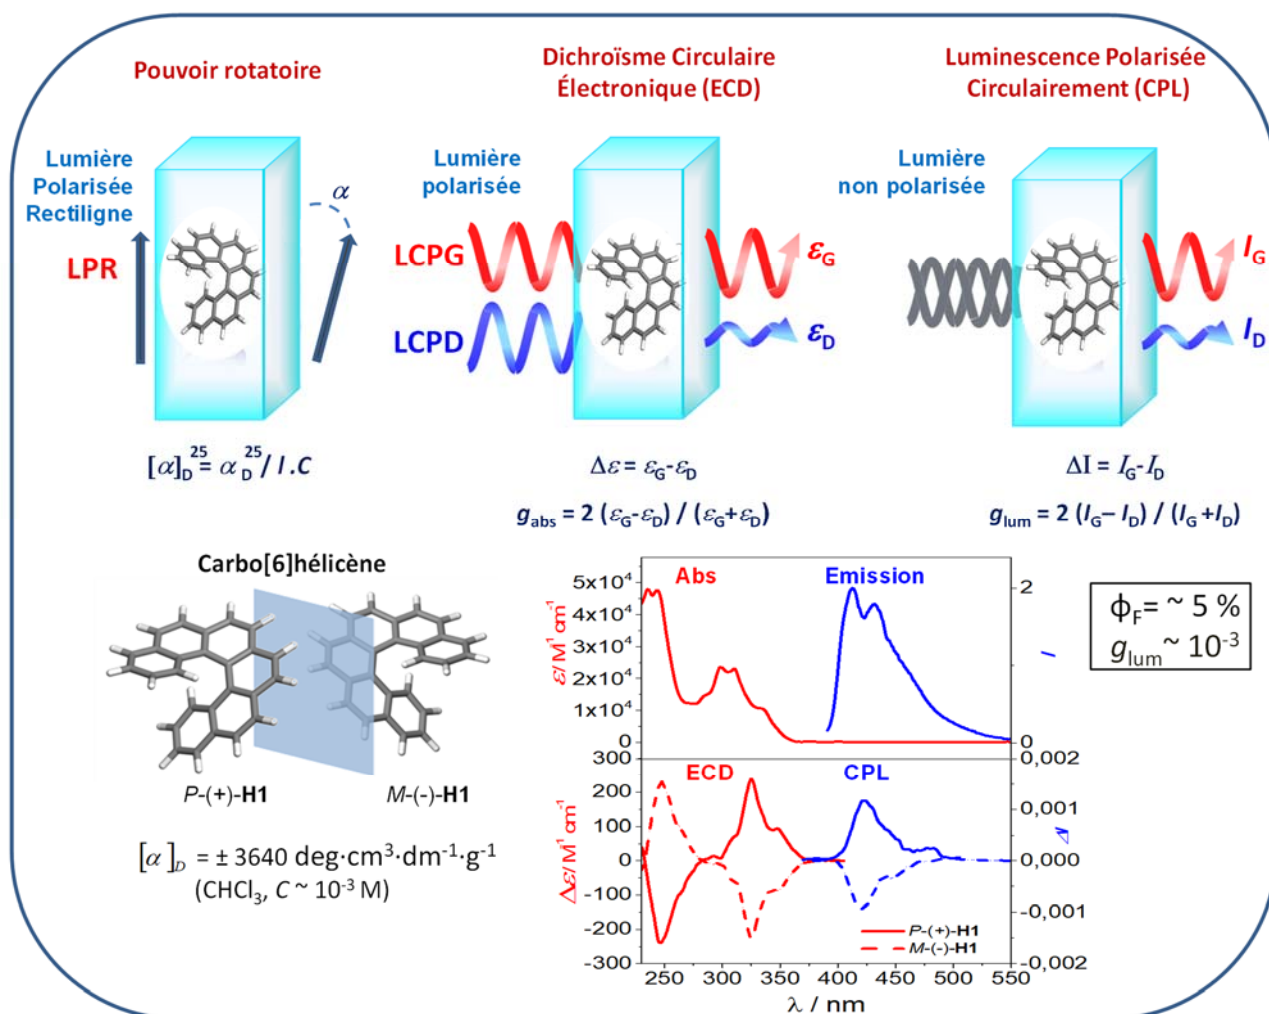 Pouvoir rotatoire
Dichroïsme Circulaire
Électronique (ECD)
Luminescence Polarisée
Circulairement (CPL)
Lumière
Polarisée
Rectiligne
LPR
α
Lumière
polarisée
LCPG
LCPD
εG
εD
Lumière
non polarisée
IG
ID
[α]D25 = αD25 / l .C
Δε = εG-εD
gabs = 2 (εG-εD) / (εG+εD)
ΔI = IG-ID
glum = 2 (IG– ID) / (IG +ID)
Carbo[6]hélicène
P-(+)-H1
M-(-)-H1
[α]D = ± 3640 deg·cm3·dm-1·g-1
(CHCl3, C ~ 10-3 M)
Abs
Emission
5x10⁴
4x10⁴
3x10⁴
2x10⁴
1x10⁴
0
ε/ M-1 cm-1
2
I
0
ECD
CPL
300
200
100
0
-100
-200
-300
Δε/ M-1 cm-1
0,002
0,001
0,000
-0,001
-0,002
ΔI
P-(+)-H1
M-(-)-H1
250 300 350 400 450 500 550
λ / nm
ϕF= ~ 5 %
glum ~ 10-3